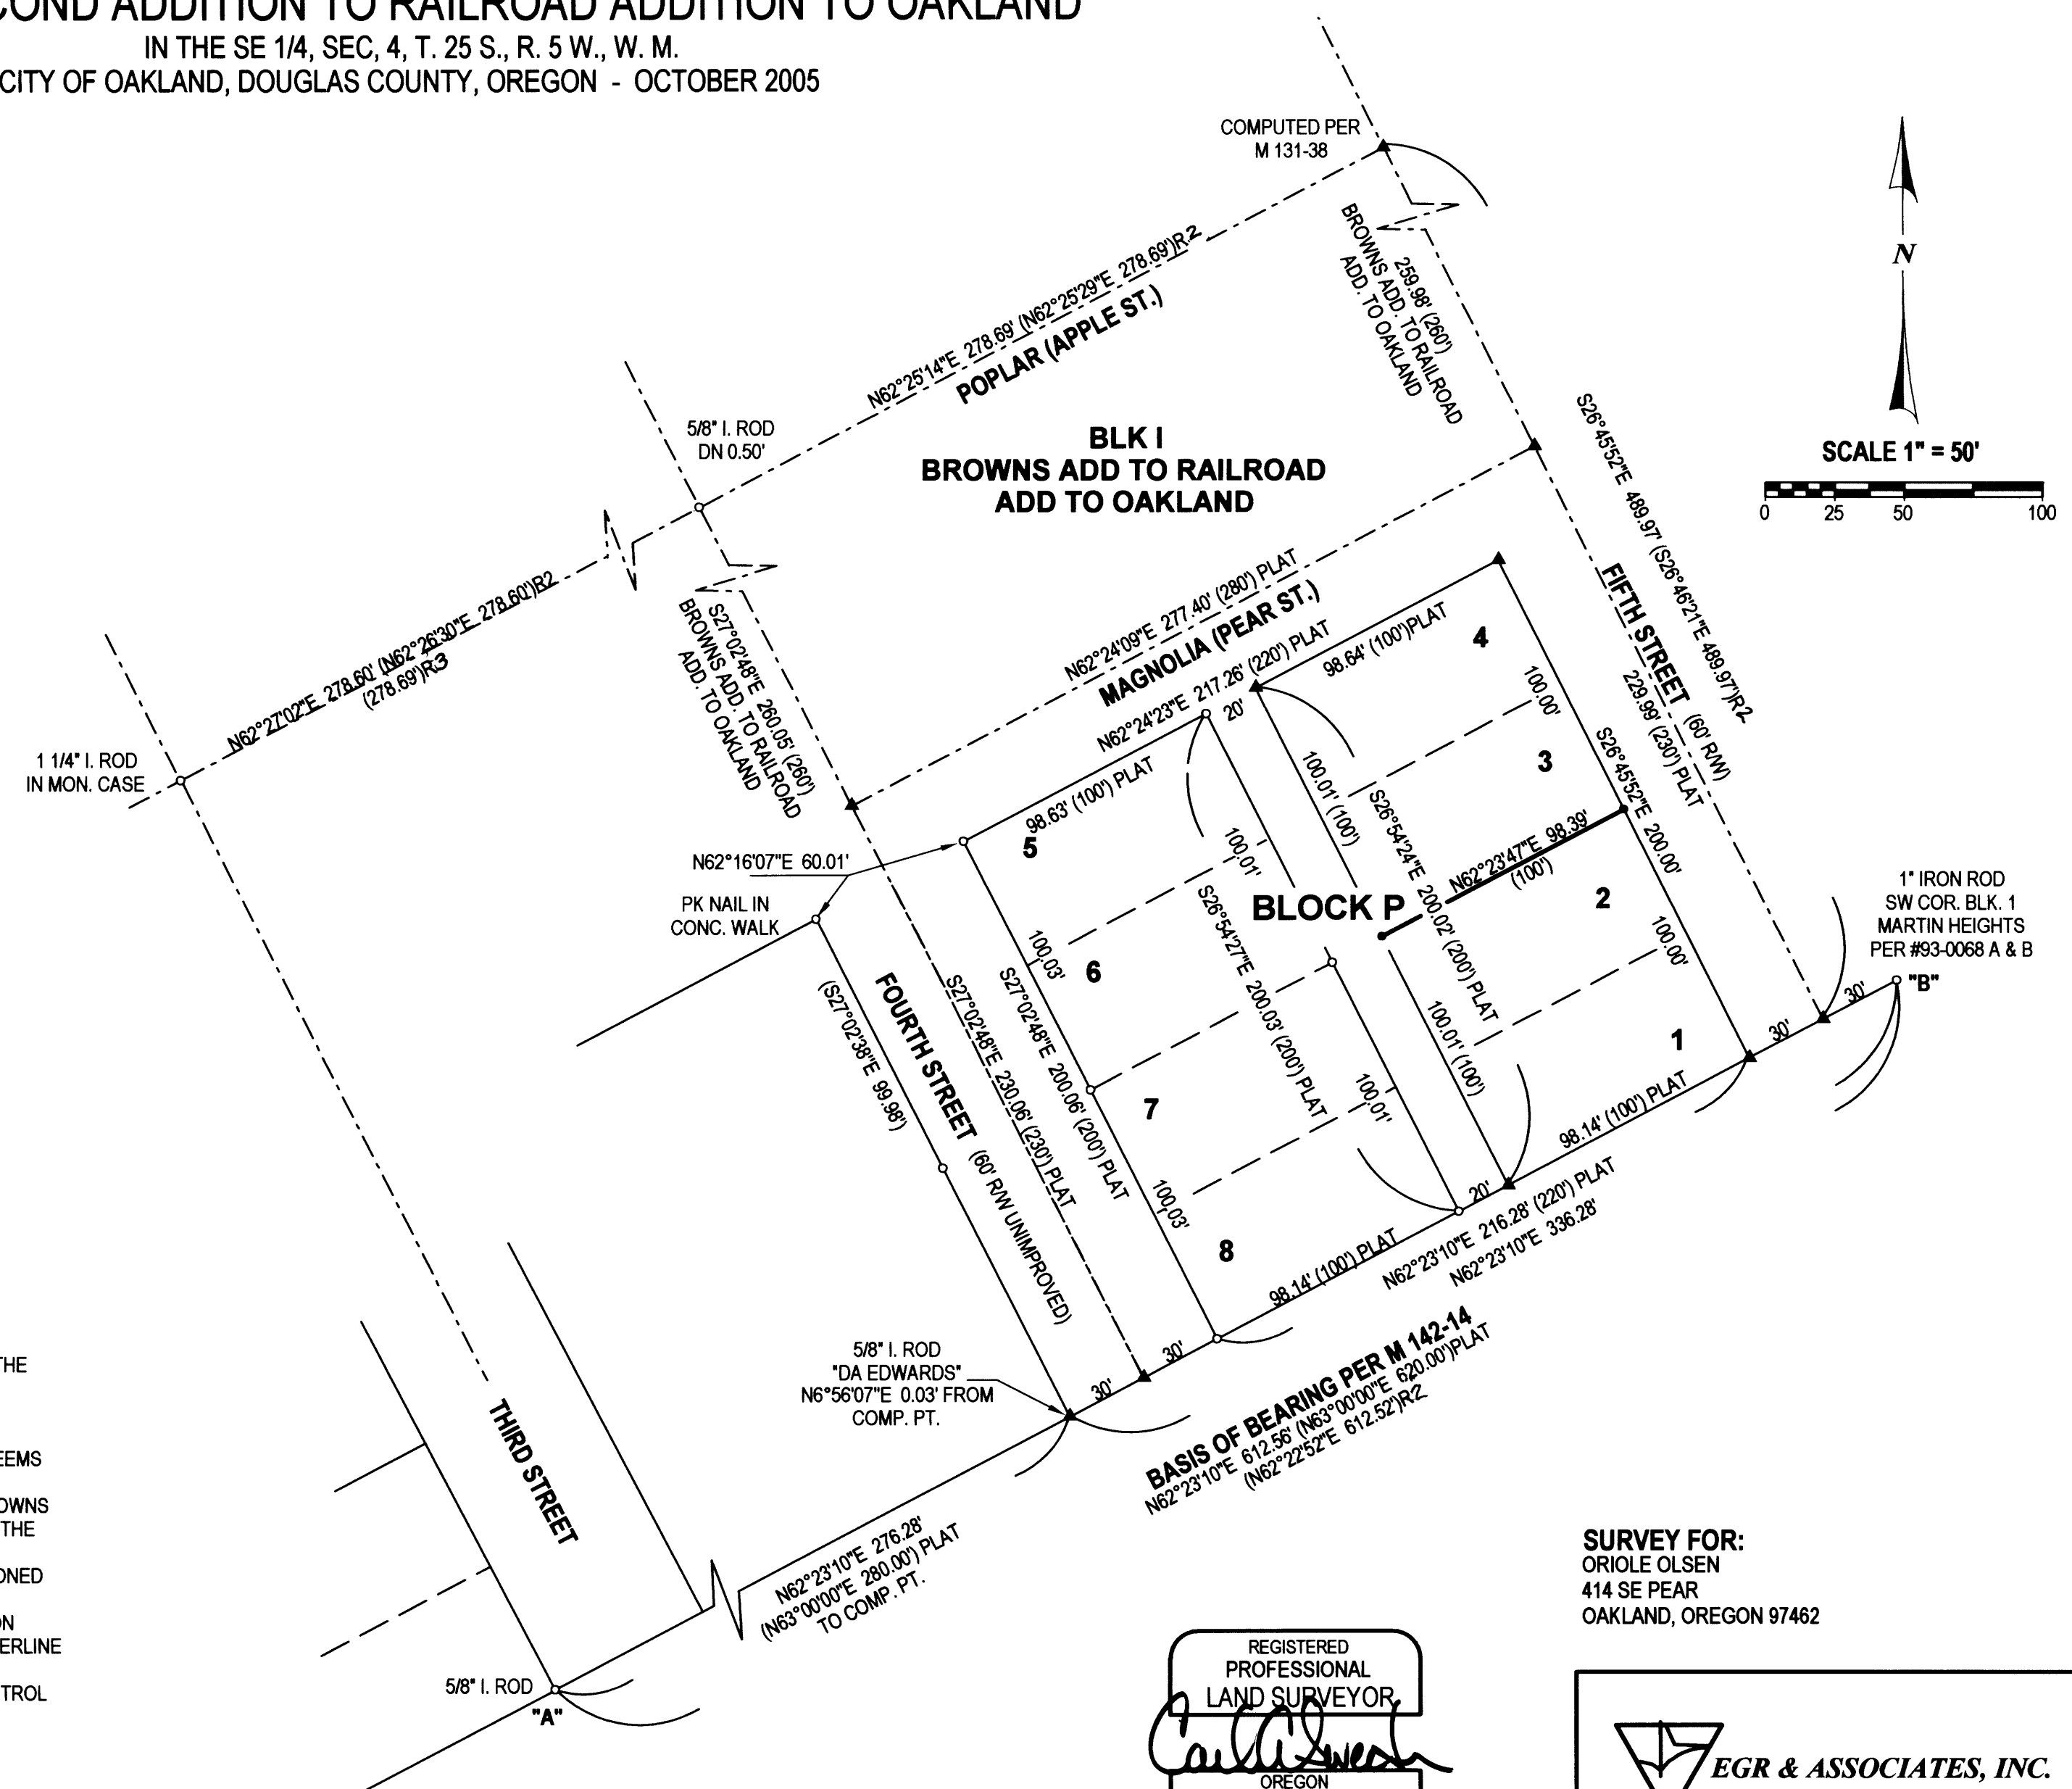 COND ADDITION TO RAILROAD ADDITION TO OAKLAND
IN THE SE 1/4, SEC, 4, T. 25 S., R. 5 W., W. M.
CITY OF OAKLAND, DOUGLAS COUNTY, OREGON - OCTOBER 2005
COMPUTED PER
M 131-38
N
SCALE 1" = 50'
0 25 50 100
N62°25'14"E 278.69' (N62°25'29"E 278.69')R2
POPLAR (APPLE ST.)
259.98' (260')
BROWNS ADD. TO RAILROAD
ADD. TO OAKLAND
5/8" I. ROD
DN 0.50'
BLK I
BROWNS ADD TO RAILROAD
ADD TO OAKLAND
S26°45'52"E 489.97' (S26°46'21"E 489.97')R2
FIFTH STREET (60' R/W)
229.99' (230') PLAT
N62°27'02"E 278.60' (N62°26'30"E 278.60')R2
(278.69')R3
1 1/4" I. ROD
IN MON. CASE
S27°02'48"E 260.05' (260')
BROWNS ADD. TO RAILROAD
ADD. TO OAKLAND
N62°24'09"E 277.40' (280') PLAT
MAGNOLIA (PEAR ST.)
N62°24'23"E 217.26' (220') PLAT
20'
98.64' (100')PLAT
98.63' (100') PLAT
4
100.00'
3
S26°45'52"E 200.00'
N62°23'47"E 98.39'
(100')
2
100.00'
1
100.01' (100')
S26°54'24"E 200.02' (200') PLAT
100.01' (100')
BLOCK P
5
100.01'
100.03'
6
S26°54'27"E 200.03' (200') PLAT
7
100.01'
100.03'
8
N62°16'07"E 60.01'
PK NAIL IN
CONC. WALK
(S27°02'38"E 99.98')
FOURTH STREET (60' R/W UNIMPROVED)
S27°02'48"E 230.06' (230') PLAT
S27°02'48"E 200.06' (200') PLAT
1" IRON ROD
SW COR. BLK. 1
MARTIN HEIGHTS
PER #93-0068 A & B
"B"
30'
30'
98.14' (100') PLAT
20'
98.14' (100') PLAT
N62°23'10"E 216.28' (220') PLAT
N62°23'10"E 336.28'
30'
30'
5/8" I. ROD
"DA EDWARDS"
N6°56'07"E 0.03' FROM
COMP. PT.
BASIS OF BEARING PER M 142-14
N62°23'10"E 612.56' (N63°00'00"E 620.00')PLAT
(N62°22'52"E 612.52')R2
THIRD STREET
N62°23'10"E 276.28'
(N63°00'00"E 280.00') PLAT
TO COMP. PT.
5/8" I. ROD
"A"
THE
EEMS
OWNS
THE
ONED
ON
ERLINE
TROL
SURVEY FOR:
ORIOLE OLSEN
414 SE PEAR
OAKLAND, OREGON 97462
REGISTERED
PROFESSIONAL
LAND SURVEYOR
OREGON
EGR & ASSOCIATES, INC.